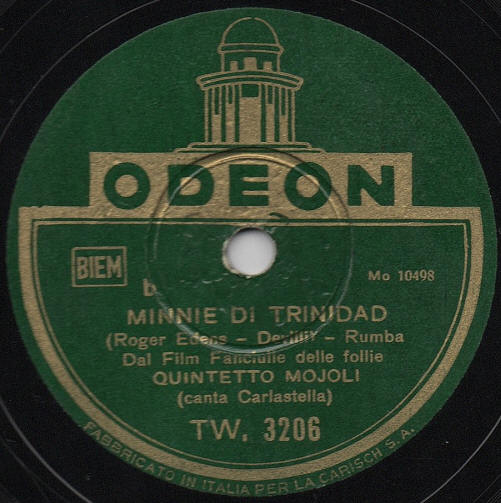 ODEON
BIEM
Mo 10498
b
MINNIE DI TRINIDAD
(Roger Edens - Devilli) - Rumba
Dal Film Fanciulle delle follie
QUINTETTO MOJOLI
(canta Carlastella)
TW. 3206
FABBRICATO IN ITALIA PER LA CARISCH S.A.